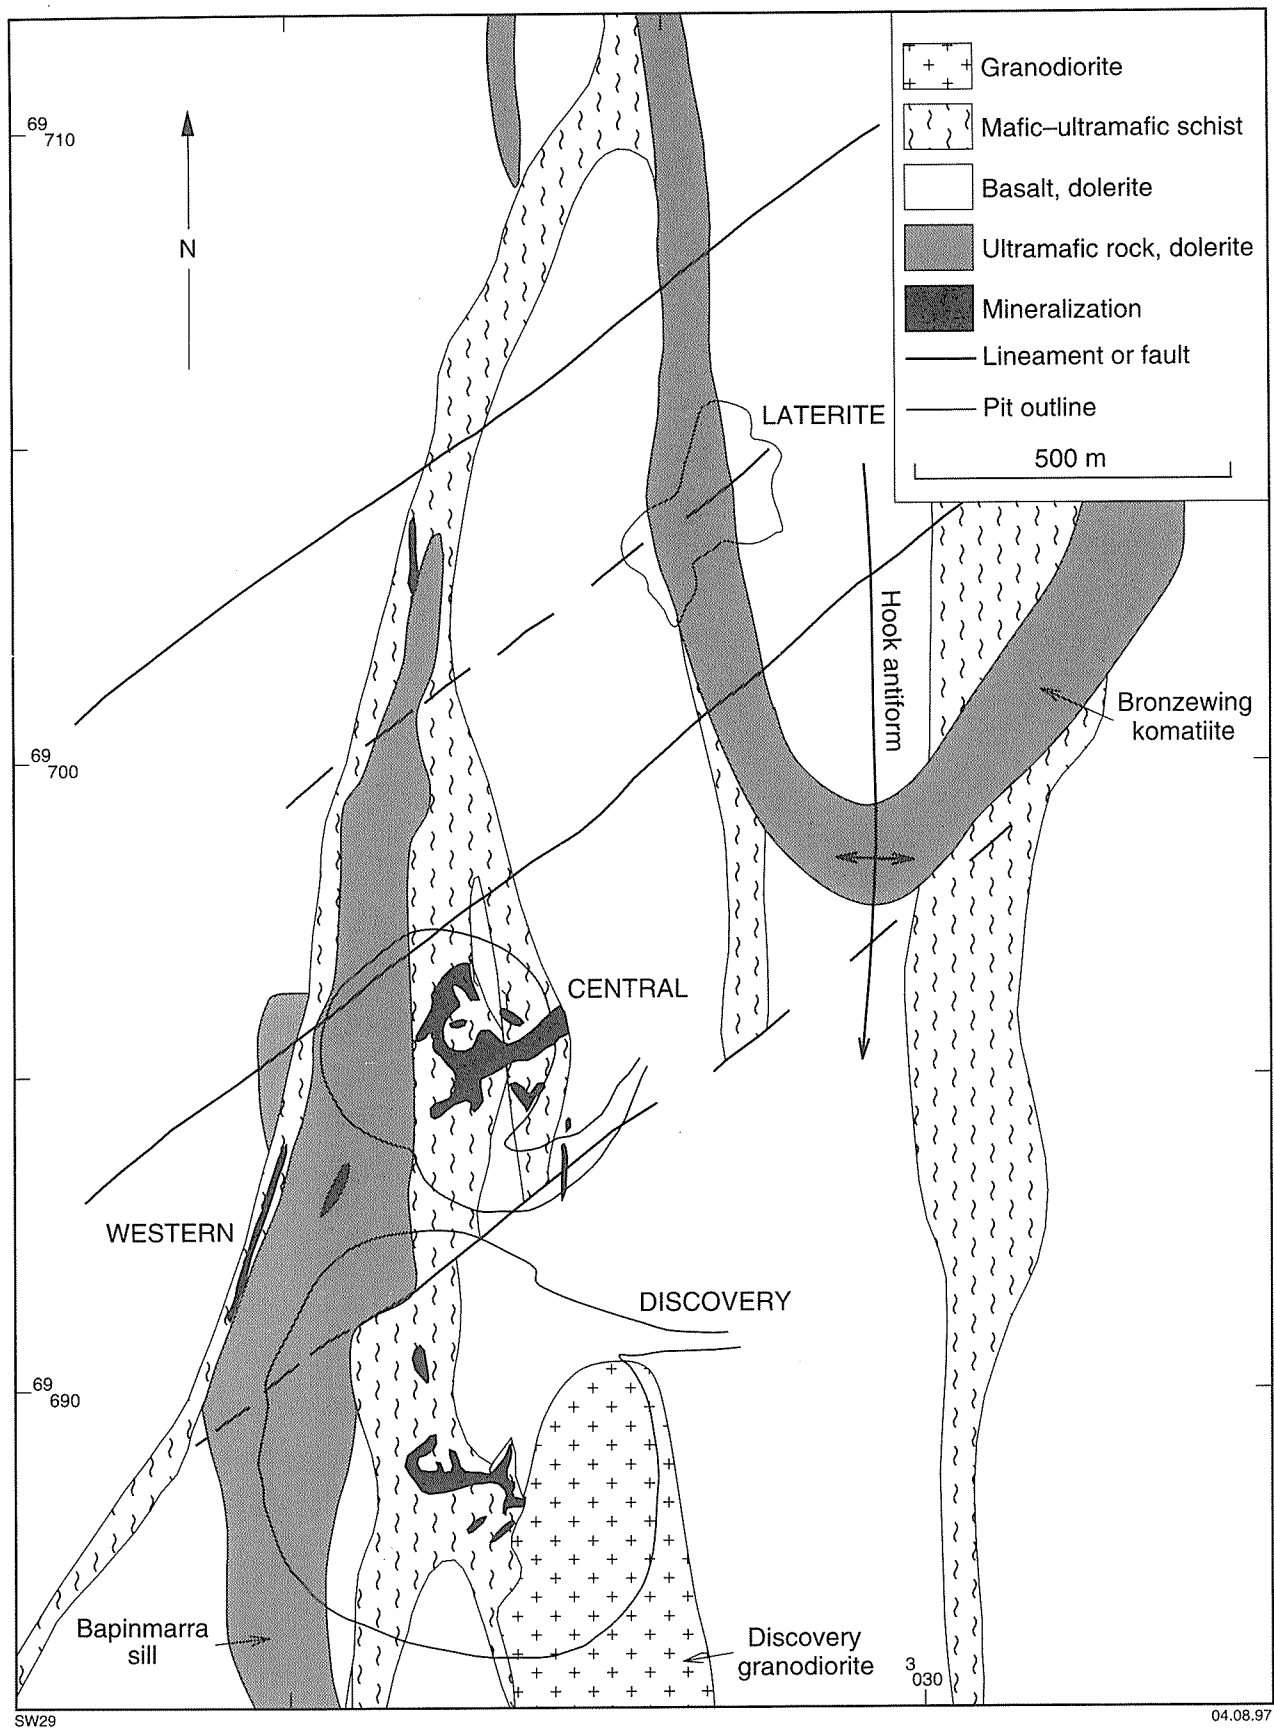 Granodiorite
Mafic–ultramafic schist
Basalt, dolerite
Ultramafic rock, dolerite
Mineralization
Lineament or fault
Pit outline
500 m
69 710
N
LATERITE
Hook antiform
Bronzewing
komatiite
69 700
CENTRAL
WESTERN
DISCOVERY
69 690
Bapinmarra
sill
Discovery
granodiorite
3 030
SW29
04.08.97